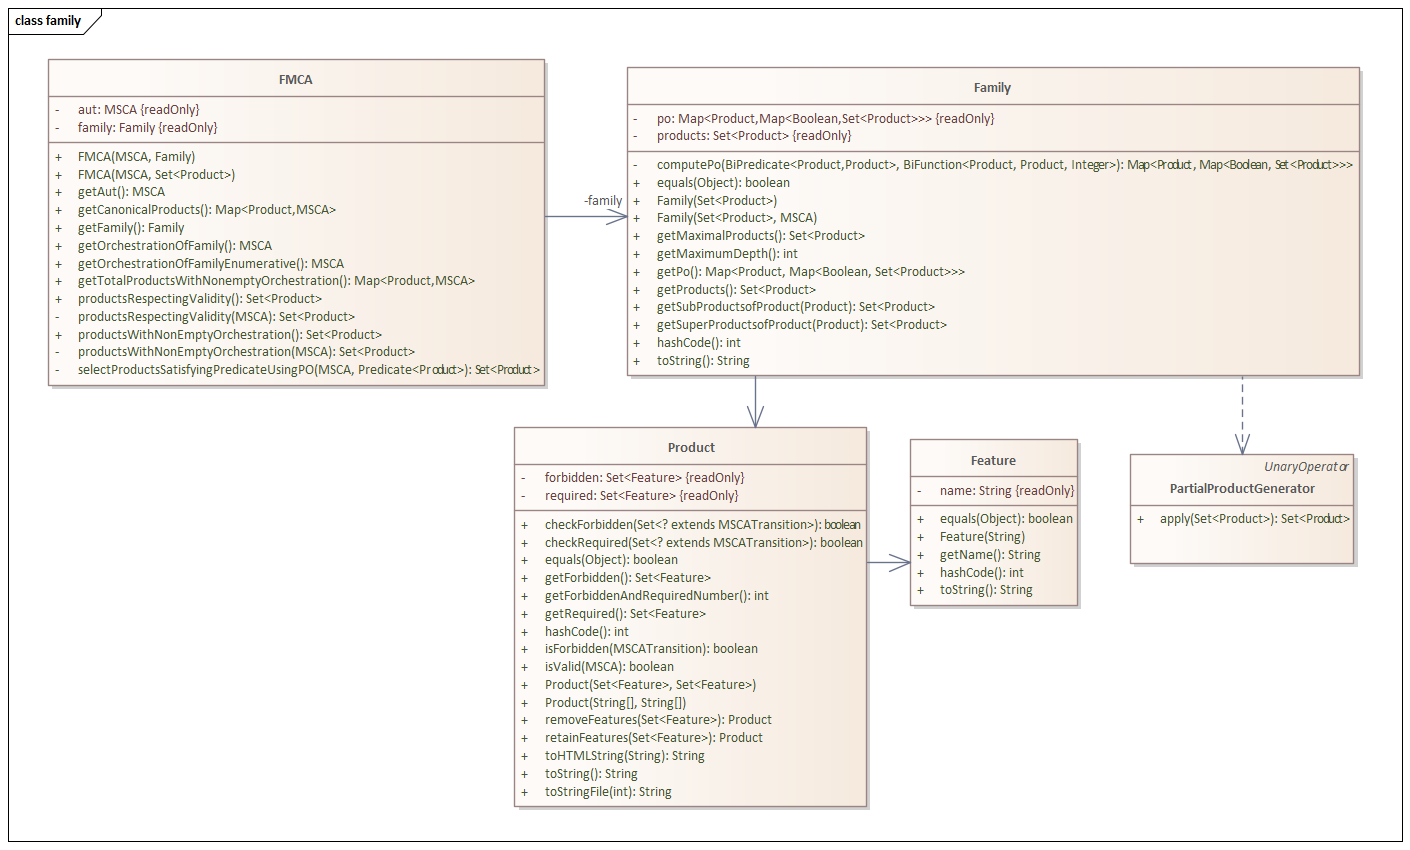 class family
FMCA
- aut: MSCA {readOnly}
- family: Family {readOnly}
+ FMCA(MSCA, Family)
+ FMCA(MSCA, Set<Product>)
+ getAut(): MSCA
+ getCanonicalProducts(): Map<Product,MSCA>
+ getFamily(): Family
+ getOrchestrationOfFamily(): MSCA
+ getOrchestrationOfFamilyEnumerative(): MSCA
+ getTotalProductsWithNonemptyOrchestration(): Map<Product,MSCA>
+ productsRespectingValidity(): Set<Product>
- productsRespectingValidity(MSCA): Set<Product>
+ productsWithNonEmptyOrchestration(): Set<Product>
- productsWithNonEmptyOrchestration(MSCA): Set<Product>
- selectProductsSatisfyingPredicateUsingPO(MSCA, Predicate<Product>): Set<Product>
-family
Family
- po: Map<Product,Map<Boolean,Set<Product>>> {readOnly}
- products: Set<Product> {readOnly}
- computePo(BiPredicate<Product,Product>, BiFunction<Product, Product, Integer>): Map<Product, Map<Boolean, Set<Product>>>
+ equals(Object): boolean
+ Family(Set<Product>)
+ Family(Set<Product>, MSCA)
+ getMaximalProducts(): Set<Product>
+ getMaximumDepth(): int
+ getPo(): Map<Product, Map<Boolean, Set<Product>>>
+ getProducts(): Set<Product>
+ getSubProductsofProduct(Product): Set<Product>
+ getSuperProductsofProduct(Product): Set<Product>
+ hashCode(): int
+ toString(): String
Product
- forbidden: Set<Feature> {readOnly}
- required: Set<Feature> {readOnly}
+ checkForbidden(Set<? extends MSCATransition>): boolean
+ checkRequired(Set<? extends MSCATransition>): boolean
+ equals(Object): boolean
+ getForbidden(): Set<Feature>
+ getForbiddenAndRequiredNumber(): int
+ getRequired(): Set<Feature>
+ hashCode(): int
+ isForbidden(MSCATransition): boolean
+ isValid(MSCA): boolean
+ Product(Set<Feature>, Set<Feature>)
+ Product(String[], String[])
+ removeFeatures(Set<Feature>): Product
+ retainFeatures(Set<Feature>): Product
+ toHTMLString(String): String
+ toString(): String
+ toStringFile(int): String
Feature
- name: String {readOnly}
+ equals(Object): boolean
+ Feature(String)
+ getName(): String
+ hashCode(): int
+ toString(): String
UnaryOperator
PartialProductGenerator
+ apply(Set<Product>): Set<Product>